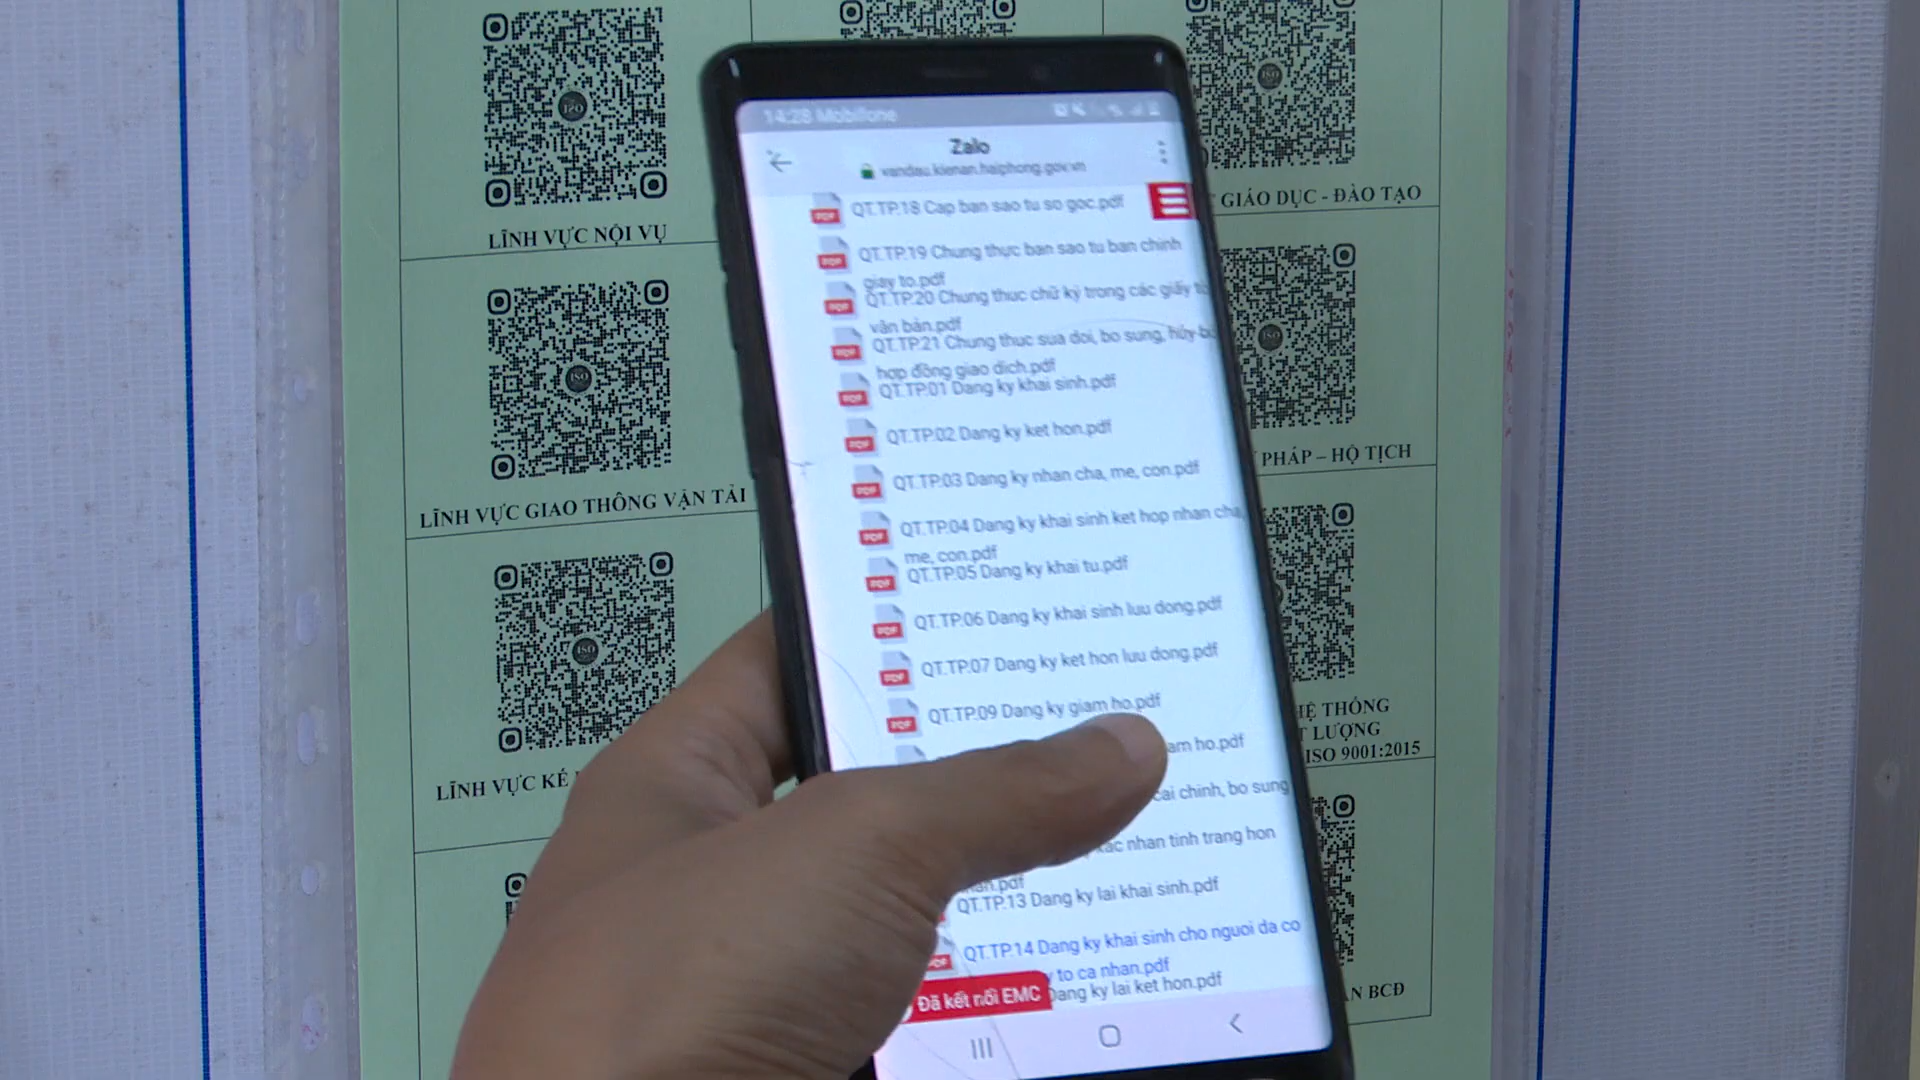 LĨNH VỰC NỘI VỤ
LĨNH VỰC GIAO THÔNG VẬN TẢI
LĨNH VỰC KẾ
14:28 Mobifone
Zalo
vandau.kienan.haiphong.gov.vn
QT.TP.18 Cap ban sao tu so goc.pdf
QT.TP.19 Chung thực ban sao tu ban chinh
giay to.pdf
QT.TP.20 Chung thuc chữ ký trong các giấy
văn bản.pdf
QT.TP.21 Chung thuc sua doi, bo sung, hủy
hợp đồng giao dịch.pdf
QT.TP.01 Dang ky khai sinh.pdf
QT.TP.02 Dang ky ket hon.pdf
QT.TP.03 Dang ky nhan cha, me, con.pdf
QT.TP.04 Dang ky khai sinh ket hop nhan cha,
me, con.pdf
QT.TP.05 Dang ky khai tu.pdf
QT.TP.06 Dang ky khai sinh luu dong.pdf
QT.TP.07 Dang ky ket hon luu dong.pdf
QT.TP.09 Dang ky giam ho.pdf
ho.pdf
cai chinh, bo sung
nhan tinh trang hon
QT.TP.13 Dang ky lai khai sinh.pdf
QT.TP.14 Dang ky khai sinh cho nguoi da co
to ca nhan.pdf
Dang ky lai ket hon.pdf
Đã kết nối EMC
GIÁO DỤC - ĐÀO TẠO
PHÁP – HỘ TỊCH
THỐNG
LƯỢNG
ISO 9001:2015
BCĐ